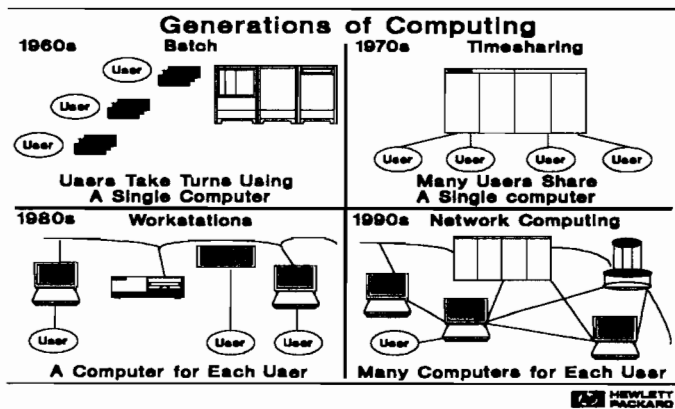 Generations of Computing
1960s Batch
User
User
User
Users Take Turns Using
A Single Computer
1970s Timesharing
User User User User
Many Users Share
A Single computer
1980s Workstations
User User User
A Computer for Each User
1990s Network Computing
User
Many Computers for Each User
hp HEWLETT
PACKARD